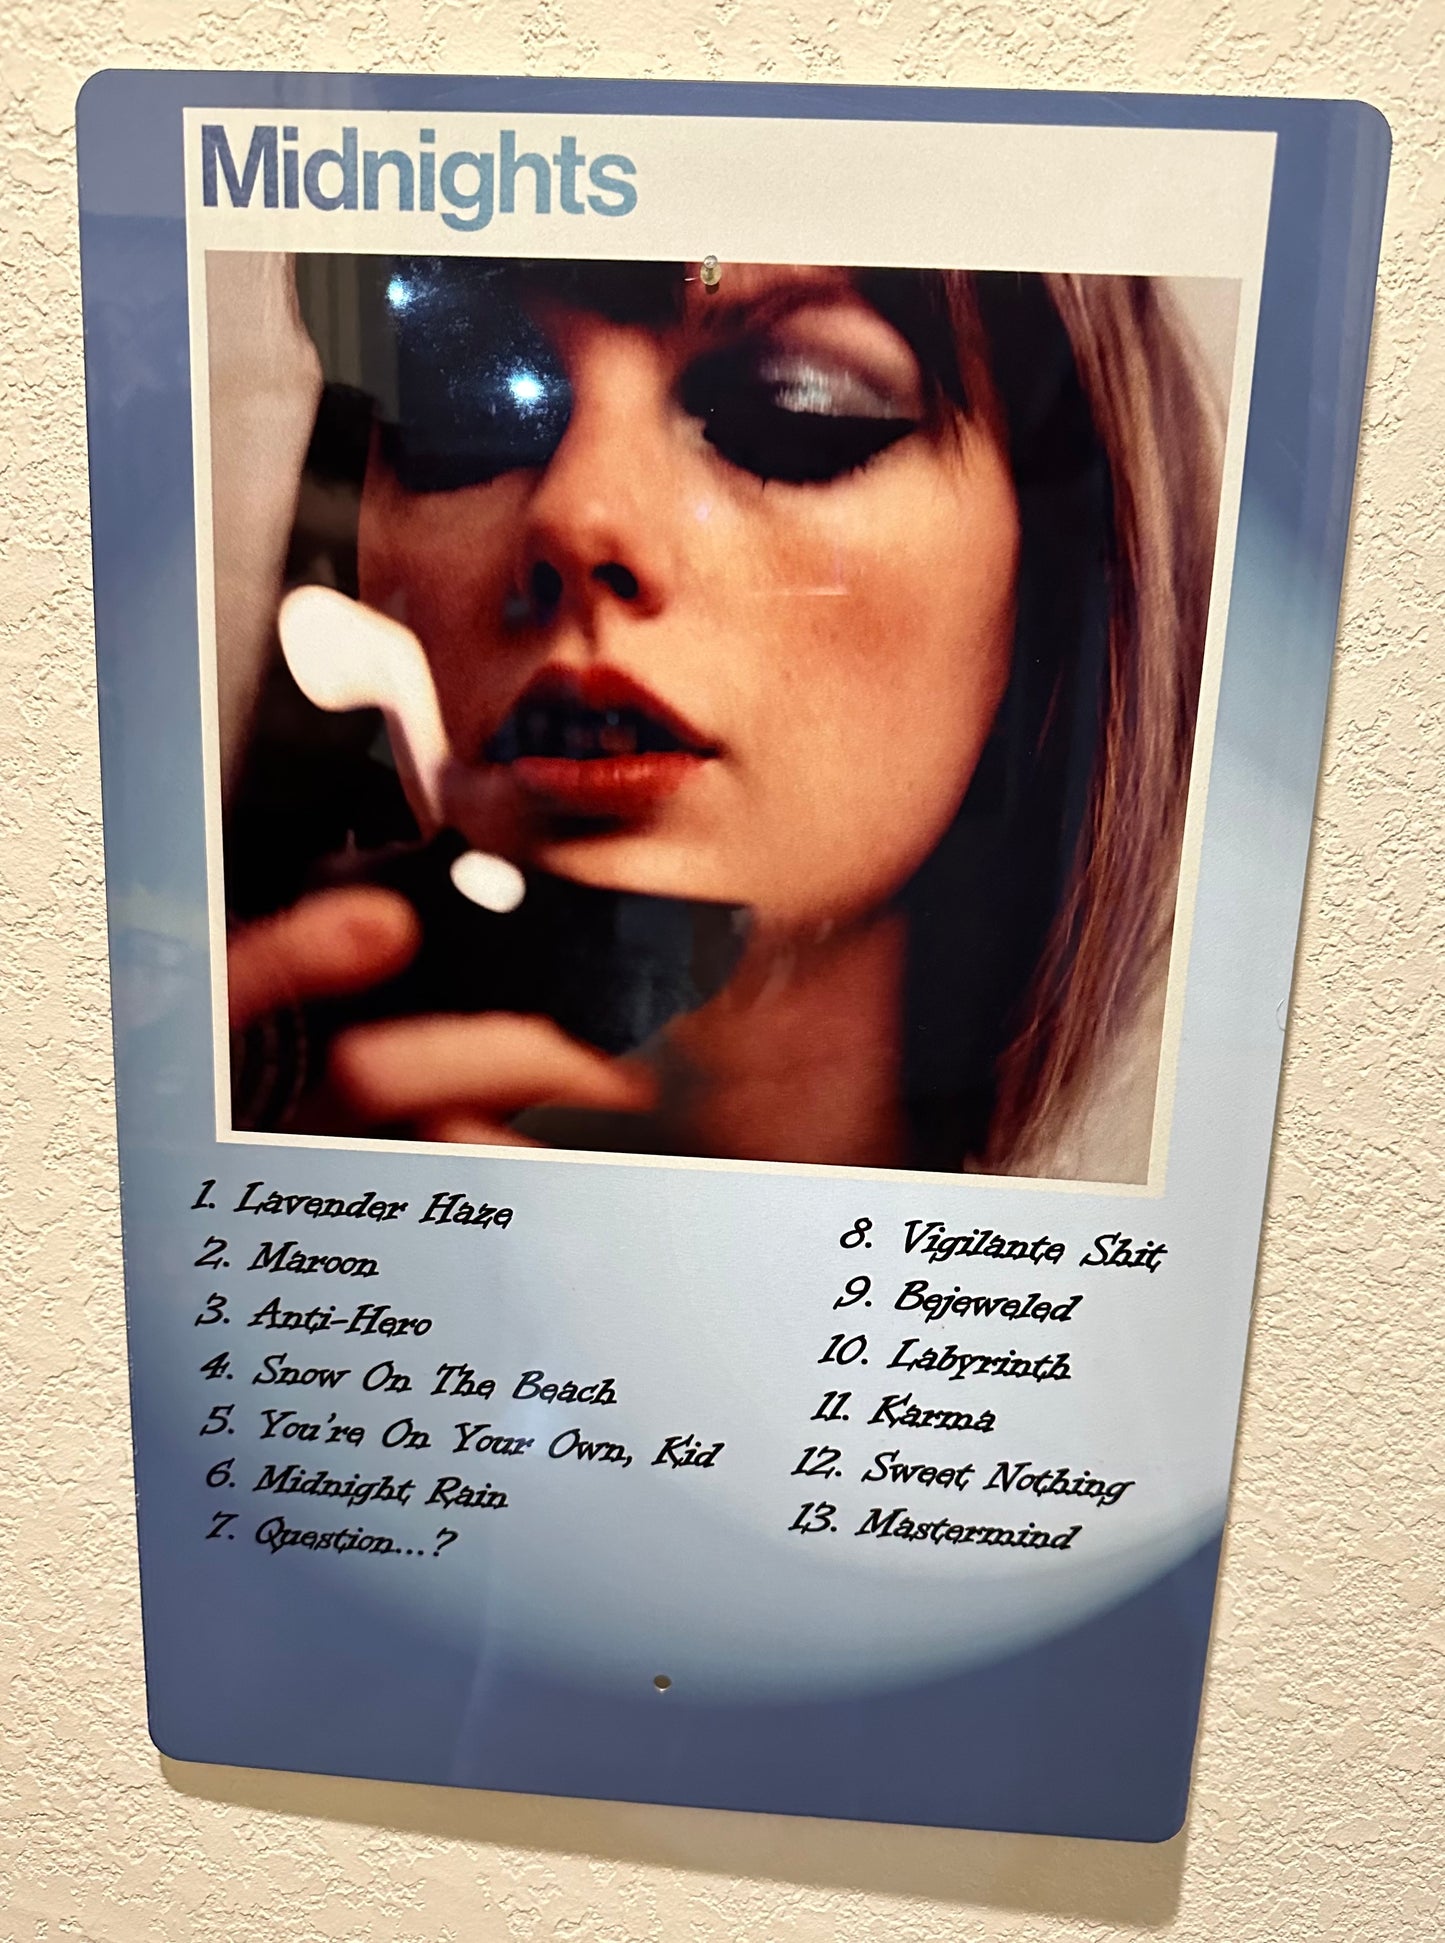 Midnights
1. Lavender Haze
2. Maroon
3. Anti-Hero
4. Snow On The Beach
5. You're On Your Own, Kid
6. Midnight Rain
7. Question...?
8. Vigilante Shit
9. Bejeweled
10. Labyrinth
11. Karma
12. Sweet Nothing
13. Mastermind